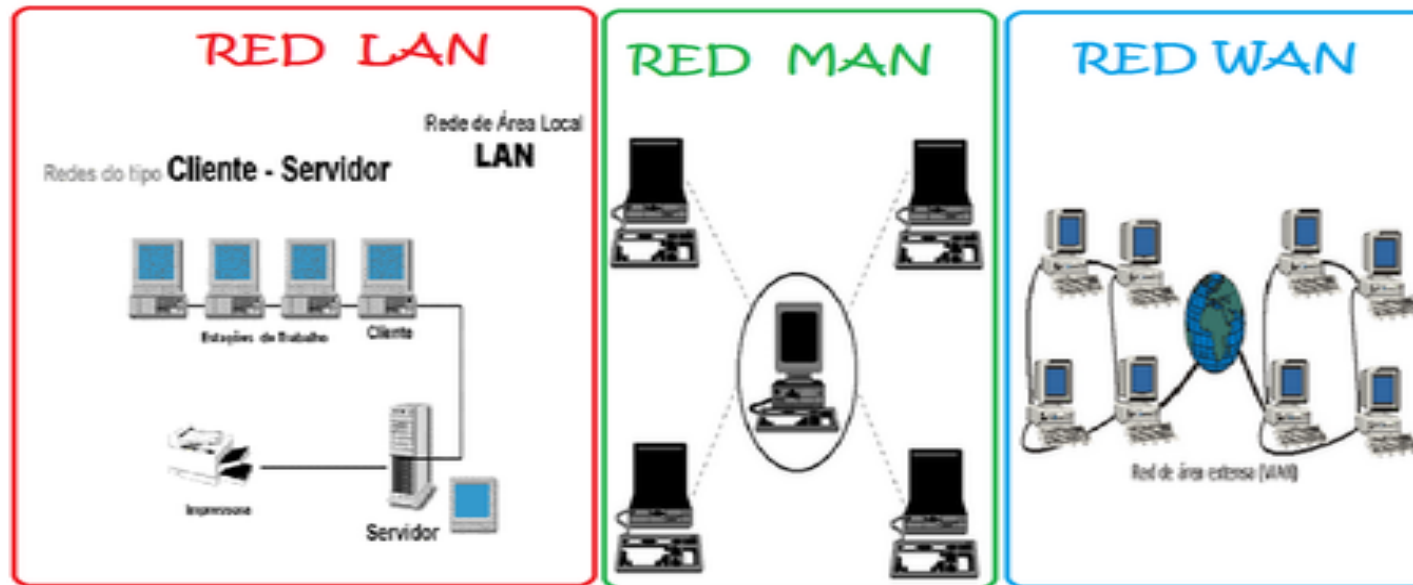 RED LAN
Rede de Área Local
LAN
Redes do tipo Cliente - Servidor
Estações de Trabalho
Cliente
Impressora
Servidor
RED MAN
RED WAN
Red de área extensa (WAN)